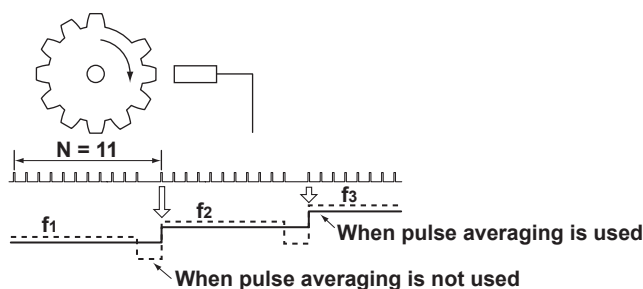 N = 11
f1 f2 f3
When pulse averaging is used
When pulse averaging is not used